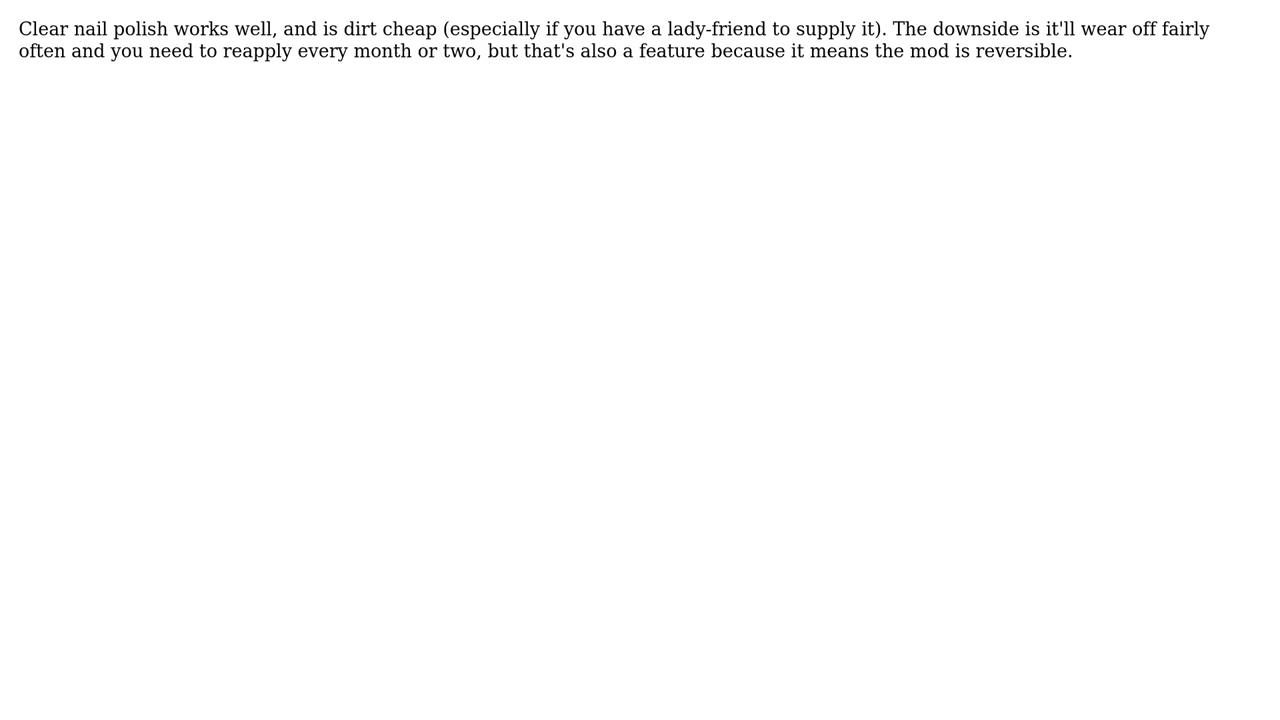 Clear nail polish works well, and is dirt cheap (especially if you have a lady-friend to supply it). The downside is it'll wear off fairly
often and you need to reapply every month or two, but that's also a feature because it means the mod is reversible.